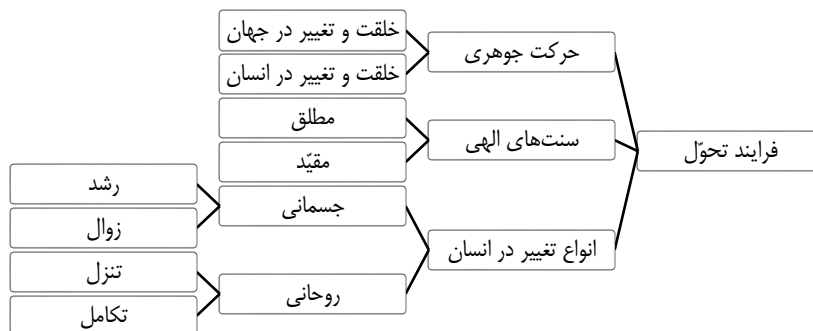 فرایند تحوّل
حرکت جوهری
خلقت و تغییر در جهان
خلقت و تغییر در انسان
سنت‌های الهی
مطلق
مقیّد
انواع تغییر در انسان
جسمانی
رشد
زوال
روحانی
تنزل
تکامل